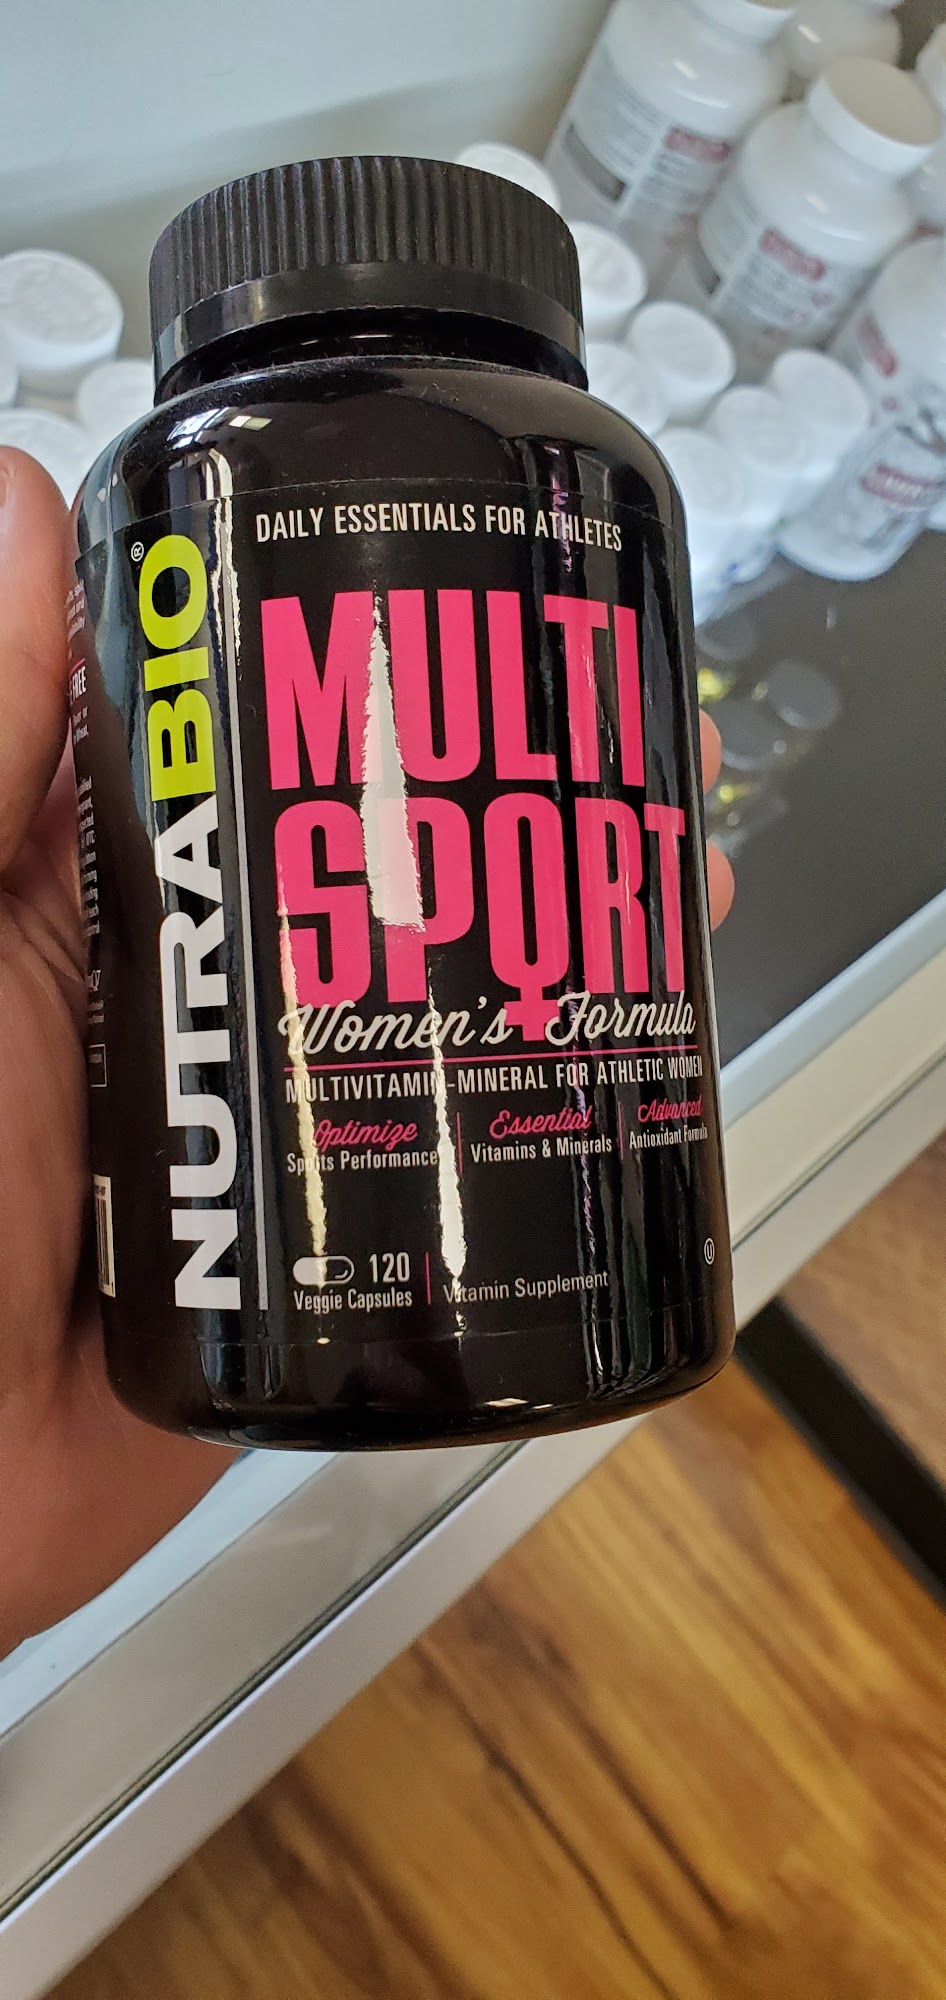 DAILY ESSENTIALS FOR ATHLETES
NUTRABIO®
MULTI
SPORT
Women's Formula
MULTIVITAMIN-MINERAL FOR ATHLETIC WOMEN
Optimize
Sports Performance
Essential
Vitamins & Minerals
Advanced
Antioxidant Formula
120
Veggie Capsules
Vitamin Supplement
U
FREE